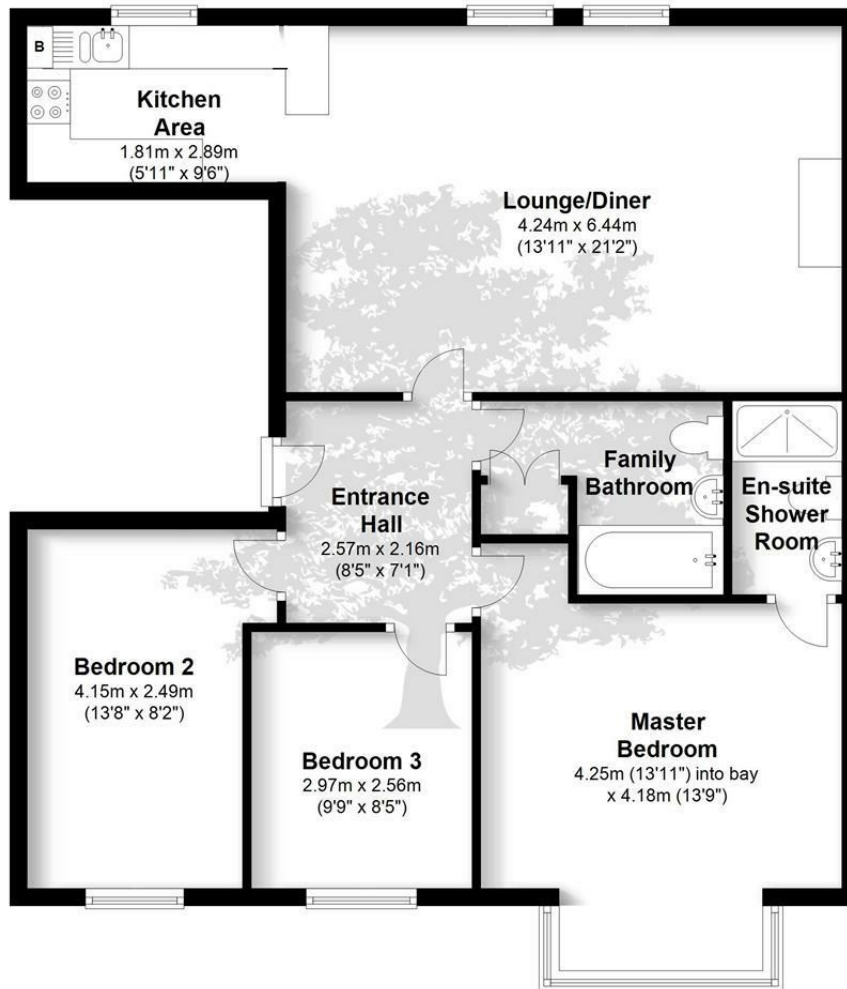 B
Kitchen
Area
1.81m x 2.89m
(5'11" x 9'6")
Lounge/Diner
4.24m x 6.44m
(13'11" x 21'2")
Family
Bathroom
En-suite
Shower
Room
Entrance
Hall
2.57m x 2.16m
(8'5" x 7'1")
Bedroom 2
4.15m x 2.49m
(13'8" x 8'2")
Bedroom 3
2.97m x 2.56m
(9'9" x 8'5")
Master
Bedroom
4.25m (13'11") into bay
x 4.18m (13'9")